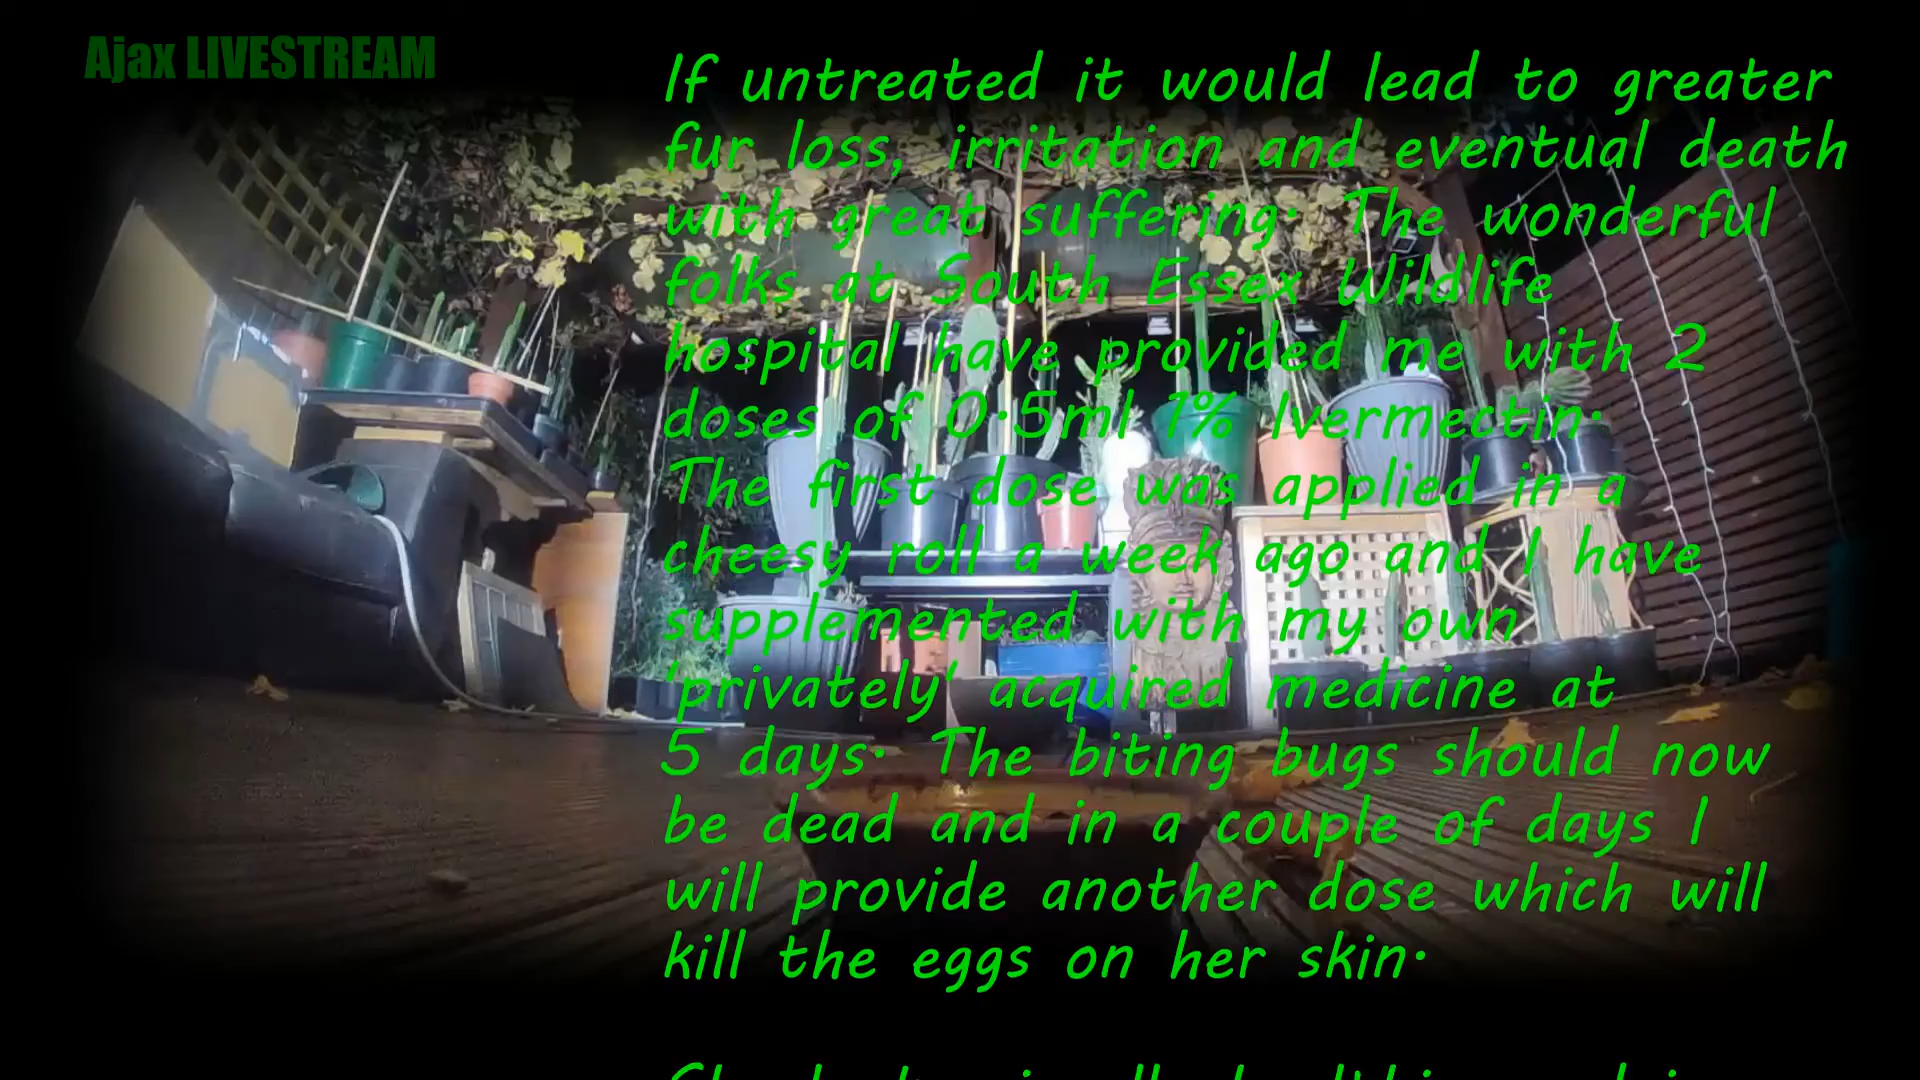 Ajax LIVESTREAM
If untreated it would lead to greater
fur loss, irritation and eventual death
with great suffering. The wonderful
folks at South Essex Wildlife
hospital have provided me with 2
doses of 0.5ml 1% Ivermectin.
The first dose was applied in a
cheesy roll a week ago and I have
supplemented with my own
'privately' acquired medicine at
5 days. The biting bugs should now
be dead and in a couple of days I
will provide another dose which will
kill the eggs on her skin.